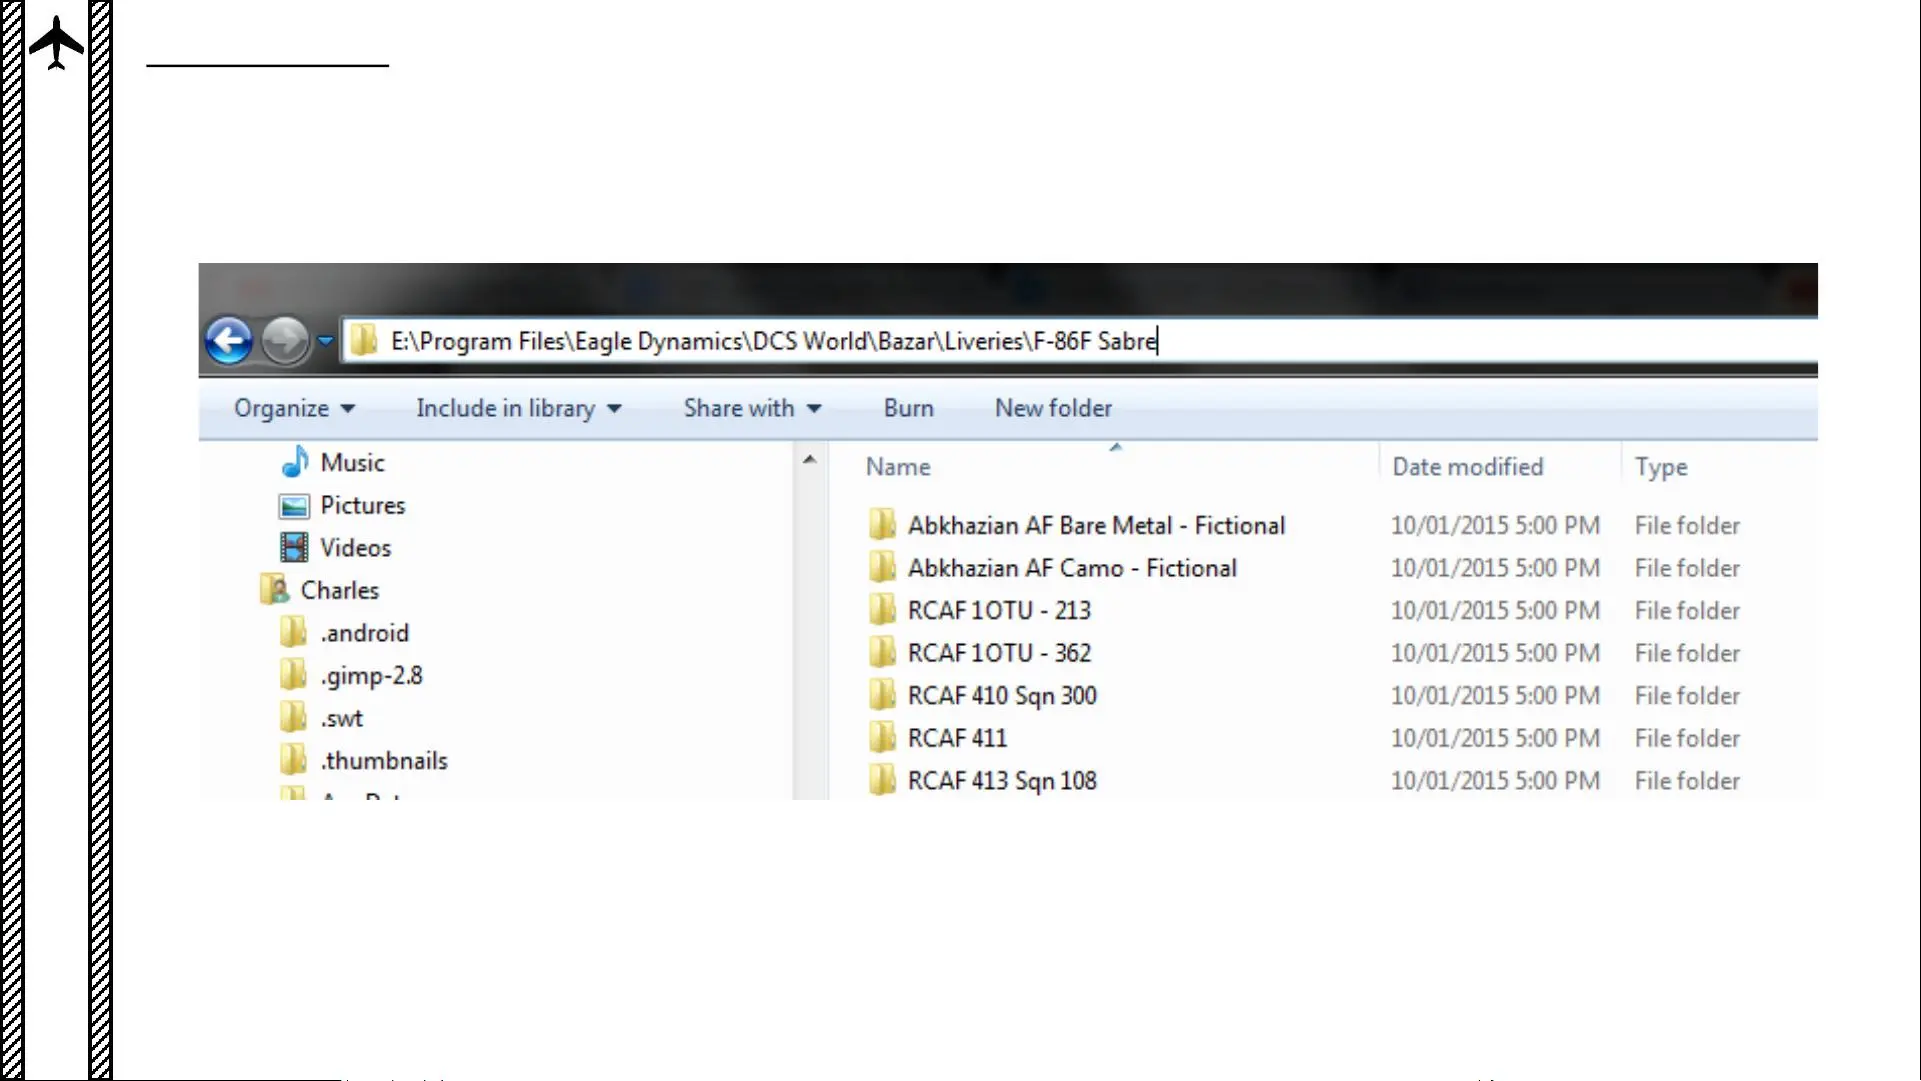 E:\Program Files\Eagle Dynamics\DCS World\Bazar\Liveries\F-86F Sabre
Organize Include in library Share with Burn New folder
Music
Pictures
Videos
Charles
.android
.gimp-2.8
.swt
.thumbnails
Name Date modified Type
Abkhazian AF Bare Metal - Fictional 10/01/2015 5:00 PM File folder
Abkhazian AF Camo - Fictional 10/01/2015 5:00 PM File folder
RCAF 1OTU - 213 10/01/2015 5:00 PM File folder
RCAF 1OTU - 362 10/01/2015 5:00 PM File folder
RCAF 410 Sqn 300 10/01/2015 5:00 PM File folder
RCAF 411 10/01/2015 5:00 PM File folder
RCAF 413 Sqn 108 10/01/2015 5:00 PM File folder